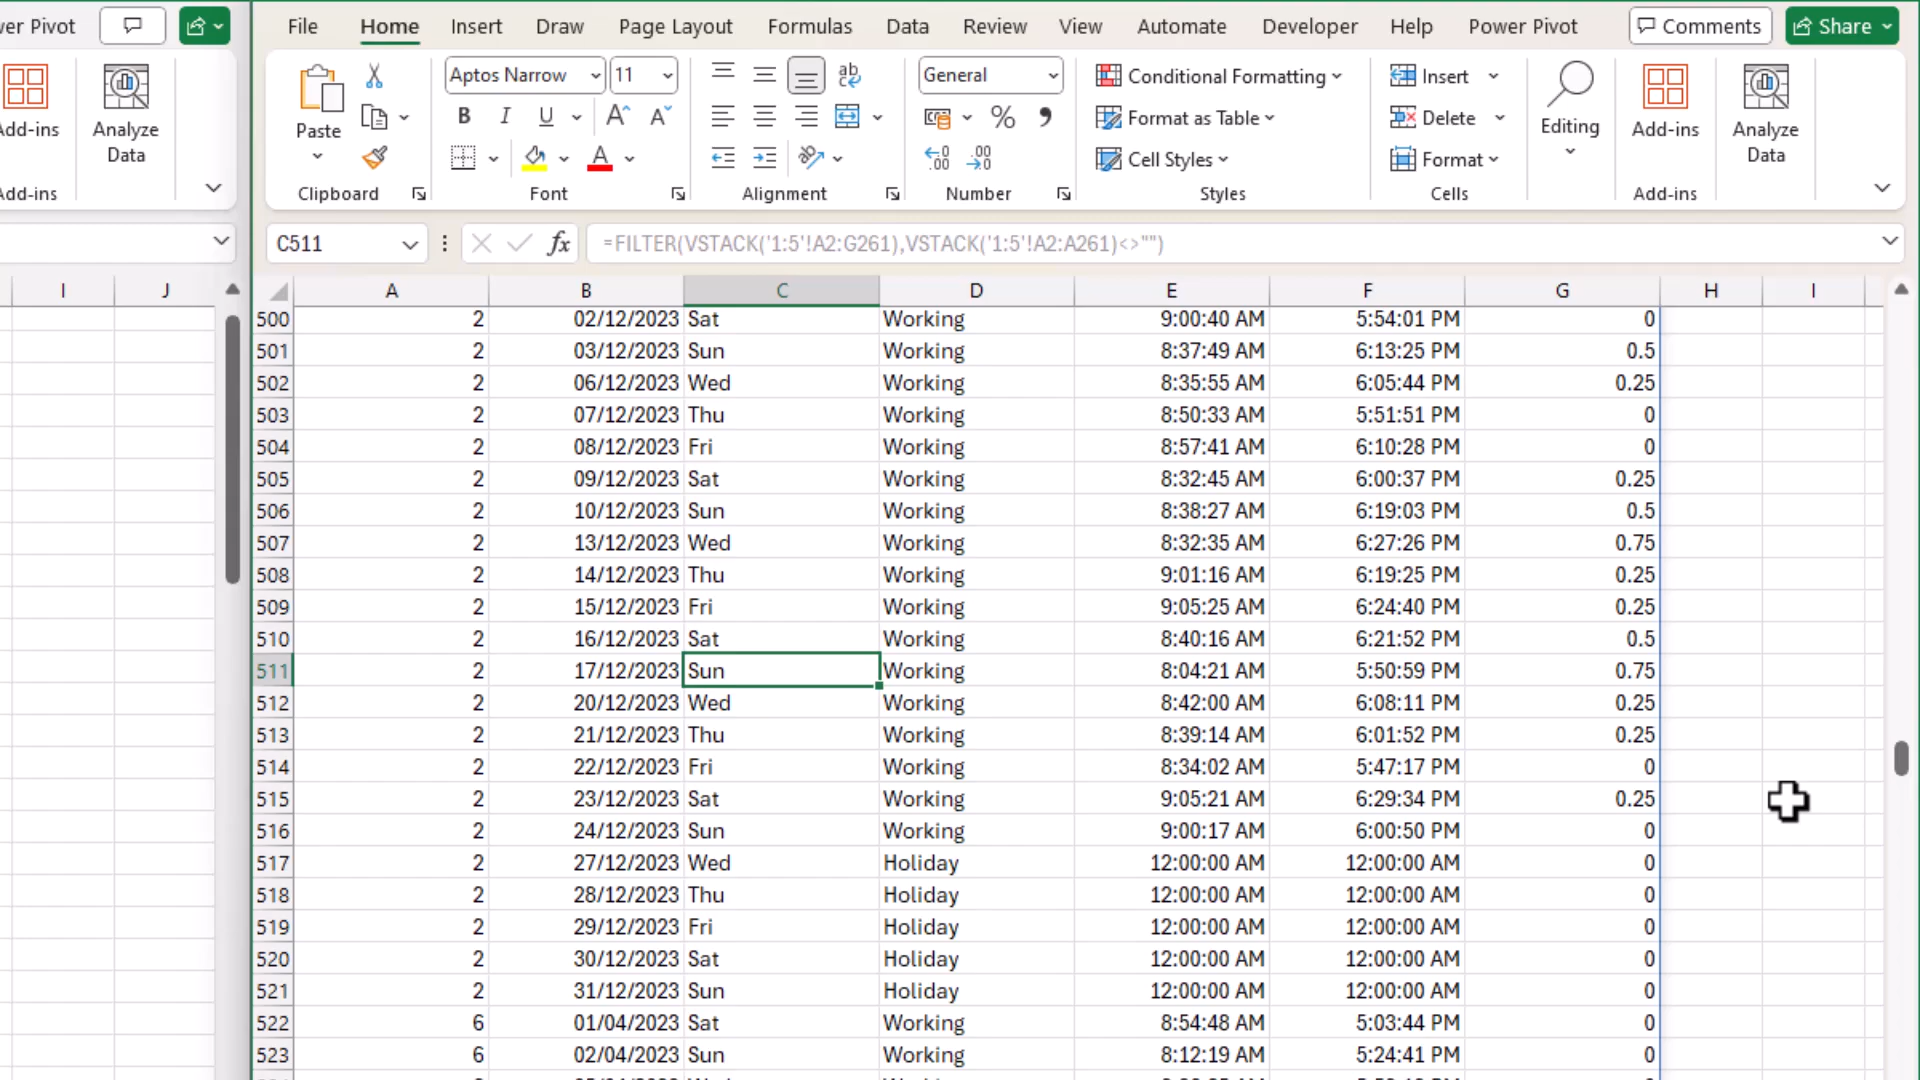 er Pivot
File Home Insert Draw Page Layout Formulas Data Review View Automate Developer Help Power Pivot Comments Share
Add-ins
Analyze Data
Add-ins
Paste
Clipboard
Aptos Narrow 11
B I U A A
A
Font
ab c
Alignment
General
% 9
.00 .00
Number
Conditional Formatting
Format as Table
Cell Styles
Styles
Insert
Delete
Format
Cells
Editing
Add-ins
Add-ins
Analyze Data
C511 fx =FILTER(VSTACK('1:5'!A2:G261),VSTACK('1:5'!A2:A261)<>"")
I J A B C D E F G H I
500 2 02/12/2023 Sat Working 9:00:40 AM 5:54:01 PM 0
501 2 03/12/2023 Sun Working 8:37:49 AM 6:13:25 PM 0.5
502 2 06/12/2023 Wed Working 8:35:55 AM 6:05:44 PM 0.25
503 2 07/12/2023 Thu Working 8:50:33 AM 5:51:51 PM 0
504 2 08/12/2023 Fri Working 8:57:41 AM 6:10:28 PM 0
505 2 09/12/2023 Sat Working 8:32:45 AM 6:00:37 PM 0.25
506 2 10/12/2023 Sun Working 8:38:27 AM 6:19:03 PM 0.5
507 2 13/12/2023 Wed Working 8:32:35 AM 6:27:26 PM 0.75
508 2 14/12/2023 Thu Working 9:01:16 AM 6:19:25 PM 0.25
509 2 15/12/2023 Fri Working 9:05:25 AM 6:24:40 PM 0.25
510 2 16/12/2023 Sat Working 8:40:16 AM 6:21:52 PM 0.5
511 2 17/12/2023 Sun Working 8:04:21 AM 5:50:59 PM 0.75
512 2 20/12/2023 Wed Working 8:42:00 AM 6:08:11 PM 0.25
513 2 21/12/2023 Thu Working 8:39:14 AM 6:01:52 PM 0.25
514 2 22/12/2023 Fri Working 8:34:02 AM 5:47:17 PM 0
515 2 23/12/2023 Sat Working 9:05:21 AM 6:29:34 PM 0.25
516 2 24/12/2023 Sun Working 9:00:17 AM 6:00:50 PM 0
517 2 27/12/2023 Wed Holiday 12:00:00 AM 12:00:00 AM 0
518 2 28/12/2023 Thu Holiday 12:00:00 AM 12:00:00 AM 0
519 2 29/12/2023 Fri Holiday 12:00:00 AM 12:00:00 AM 0
520 2 30/12/2023 Sat Holiday 12:00:00 AM 12:00:00 AM 0
521 2 31/12/2023 Sun Holiday 12:00:00 AM 12:00:00 AM 0
522 6 01/04/2023 Sat Working 8:54:48 AM 5:03:44 PM 0
523 6 02/04/2023 Sun Working 8:12:19 AM 5:24:41 PM 0